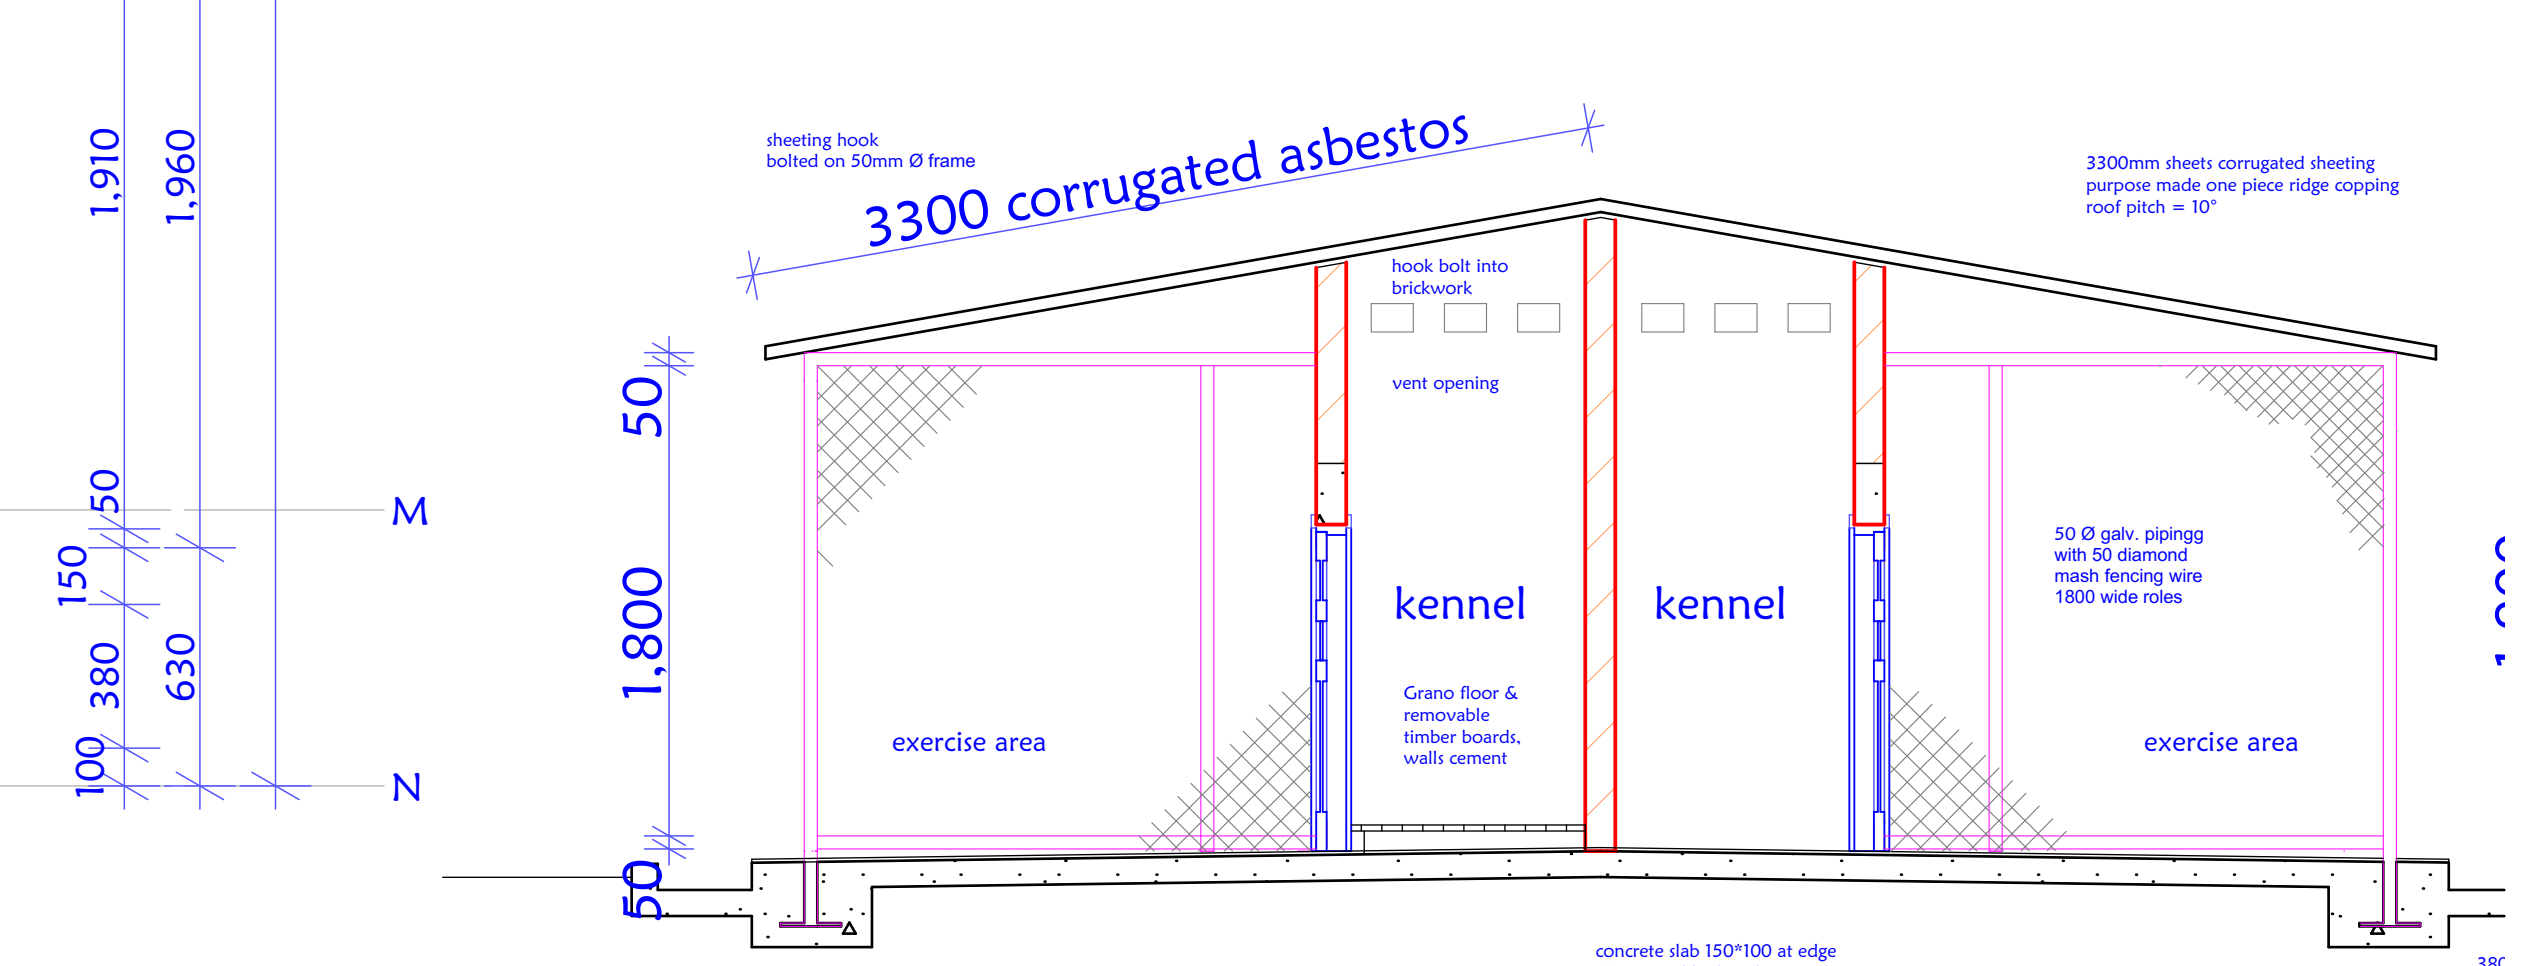 1,910
1,960
50
150
380
630
100
M
N
sheeting hook
bolted on 50mm Ø frame
3300 corrugated asbestos
3300mm sheets corrugated sheeting
purpose made one piece ridge copping
roof pitch = 10°
hook bolt into
brickwork
vent opening
50
1,800
50
kennel
kennel
50 Ø galv. pipingg
with 50 diamond
mash fencing wire
1800 wide roles
Grano floor &
removable
timber boards,
walls cement
exercise area
exercise area
concrete slab 150*100 at edge
380